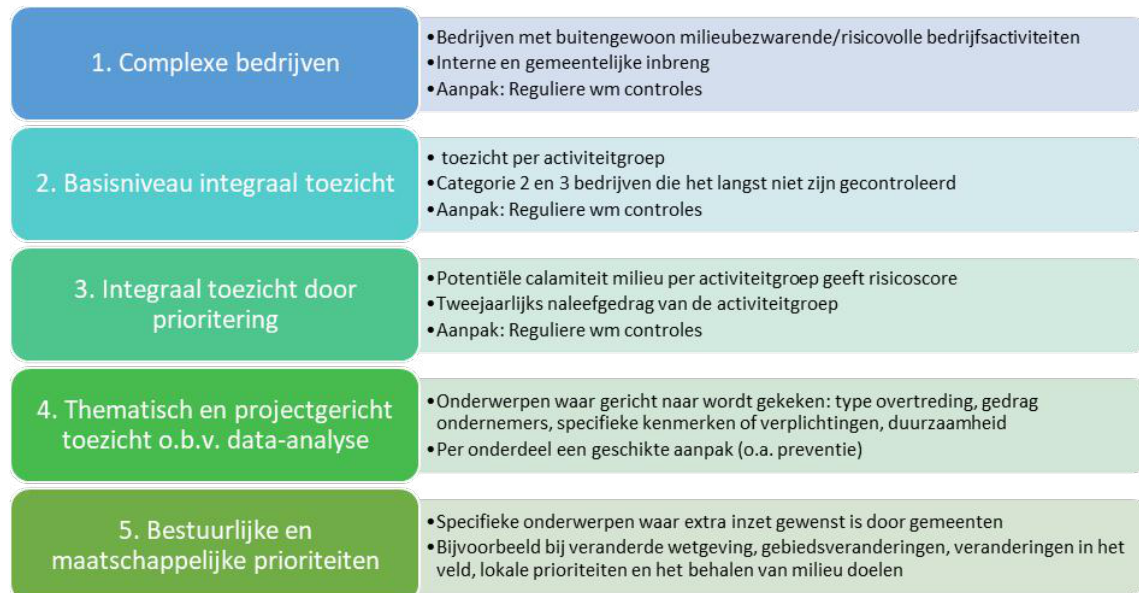 1. Complexe bedrijven
•Bedrijven met buitengewoon milieubezwarende/risicovolle bedrijfsactiviteiten
•Interne en gemeentelijke inbreng
•Aanpak: Reguliere wm controles
2. Basisniveau integraal toezicht
• toezicht per activiteitgroep
•Categorie 2 en 3 bedrijven die het langst niet zijn gecontroleerd
•Aanpak: Reguliere wm controles
3. Integraal toezicht door
prioritering
•Potentiële calamiteit milieu per activiteitgroep geeft risicoscore
•Tweejaarlijks naleefgedrag van de activiteitgroep
•Aanpak: Reguliere wm controles
4. Thematisch en projectgericht
toezicht o.b.v. data-analyse
•Onderwerpen waar gericht naar wordt gekeken: type overtreding, gedrag
ondernemers, specifieke kenmerken of verplichtingen, duurzaamheid
•Per onderdeel een geschikte aanpak (o.a. preventie)
5. Bestuurlijke en
maatschappelijke prioriteiten
•Specifieke onderwerpen waar extra inzet gewenst is door gemeenten
•Bijvoorbeeld bij veranderde wetgeving, gebiedsveranderingen, veranderingen in het
veld, lokale prioriteiten en het behalen van milieu doelen